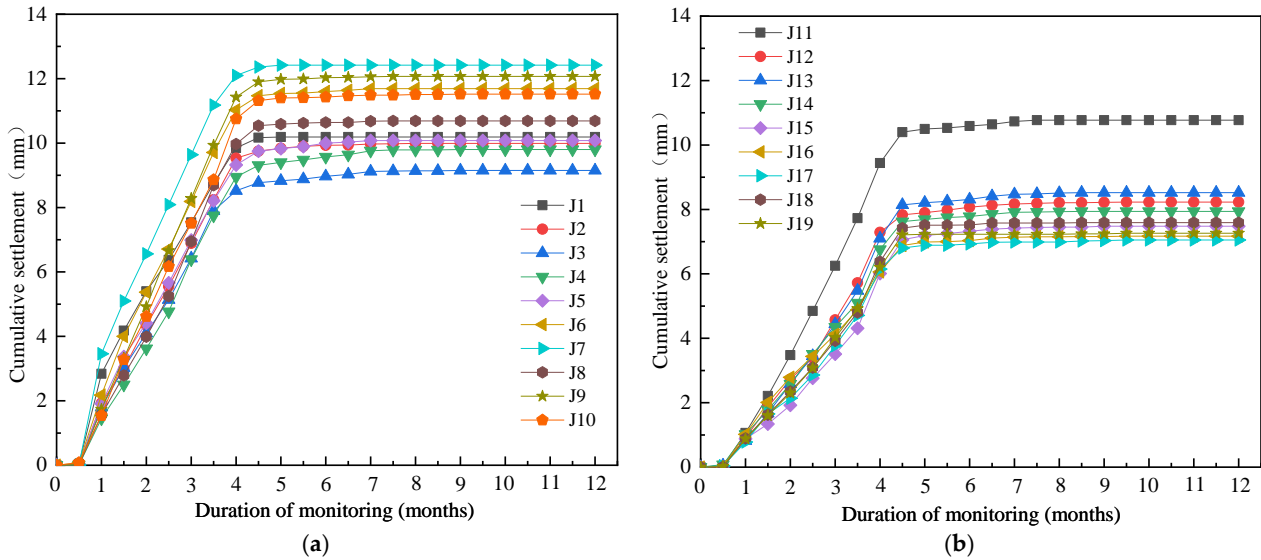 14
12
10
8
6
4
2
0
Cumulative settlement（mm）
J1
J2
J3
J4
J5
J6
J7
J8
J9
J10
0 1 2 3 4 5 6 7 8 9 10 11 12
Duration of monitoring (months)
(a)
14
12
10
8
6
4
2
0
Cumulative settlement（mm）
J11
J12
J13
J14
J15
J16
J17
J18
J19
0 1 2 3 4 5 6 7 8 9 10 11 12
Duration of monitoring (months)
(b)